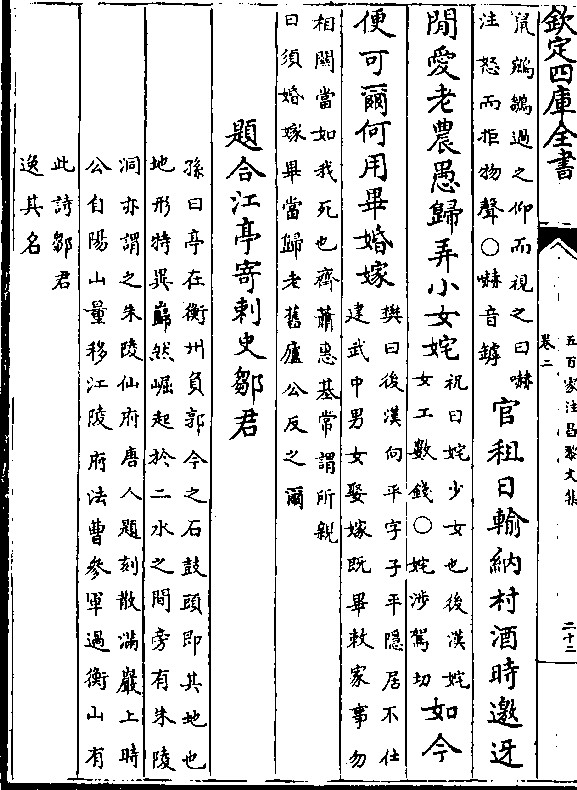 欽定四庫全書
五百家注昌黎文集
卷二
二十二
鼠鵷鶵過之仰而視之曰嚇
注怒而拒物聲○嚇音罅
官租日輸納村酒時邀迓
閒愛老農愚歸弄小女姹
祝曰姹少女也後漢姹
女工數錢○姹涉駕切
如今
便可爾何用畢婚嫁
樊曰後漢向平字子平隱居不仕
建武中男女娶嫁既畢敕家事勿
相關當如我死也齊蕭惠基常謂所親
曰須婚嫁畢當歸老舊廬公反之爾
題合江亭寄刺史鄒君
孫曰亭在衡州負郭今之石鼓頭即其地也
地形特異巋然崛起於二水之間旁有朱陵
洞亦謂之朱陵仙府唐人題刻散滿巖上時
公自陽山量移江陵府法曹參軍過衡山有
此詩鄒君
逸其名